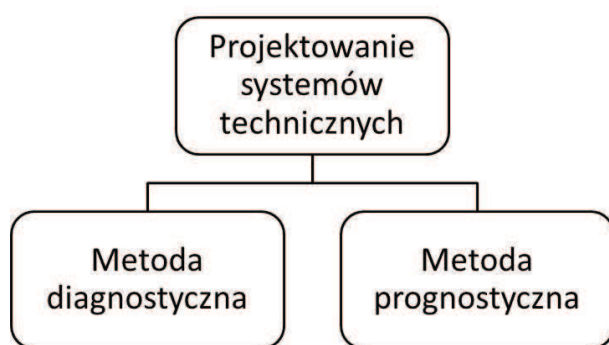 Projektowanie
systemów
technicznych
Metoda
diagnostyczna
Metoda
prognostyczna